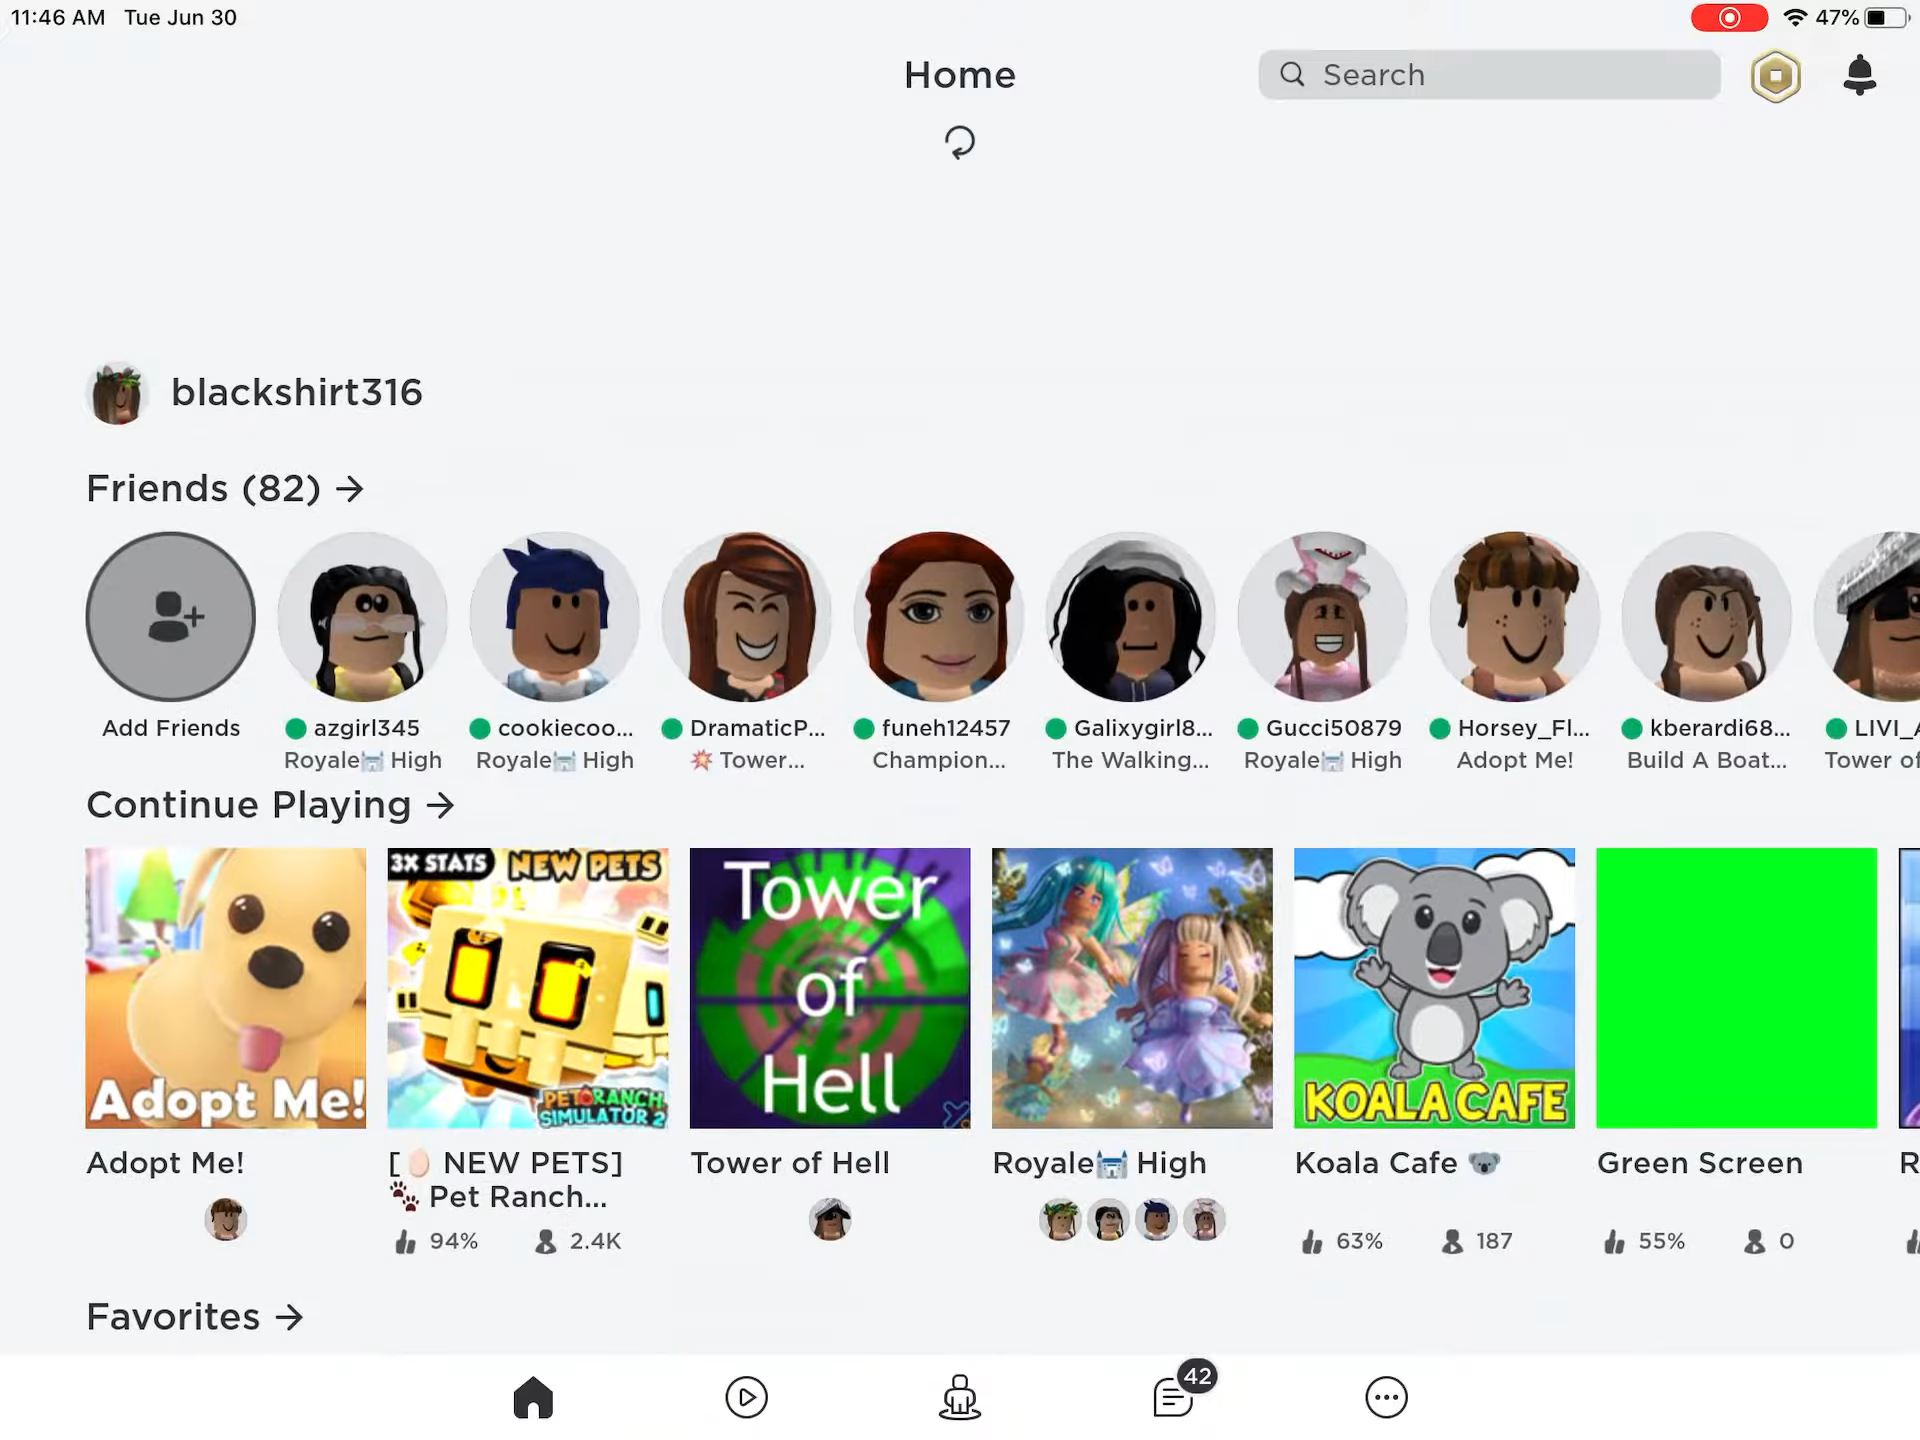 11:46 AM Tue Jun 30
47%
Home
Search
blackshirt316
Friends (82) →
Add Friends
azgirl345
Royale🏰 High
cookiecoo...
Royale🏰 High
DramaticP...
💥 Tower...
funeh12457
Champion...
Galixygirl8...
The Walking...
Gucci50879
Royale🏰 High
Horsey_Fl...
Adopt Me!
kberardi68...
Build A Boat...
LIVI_A
Tower of
Continue Playing →
Adopt Me!
3X STATS NEW PETS
PET RANCH
SIMULATOR 2
Tower
of
Hell
KOALA CAFE
Adopt Me!
[🥚 NEW PETS]
🐾 Pet Ranch...
94% 2.4K
Tower of Hell
Royale🏰 High
Koala Cafe 🐨
63% 187
Green Screen
55% 0
R
Favorites →
42